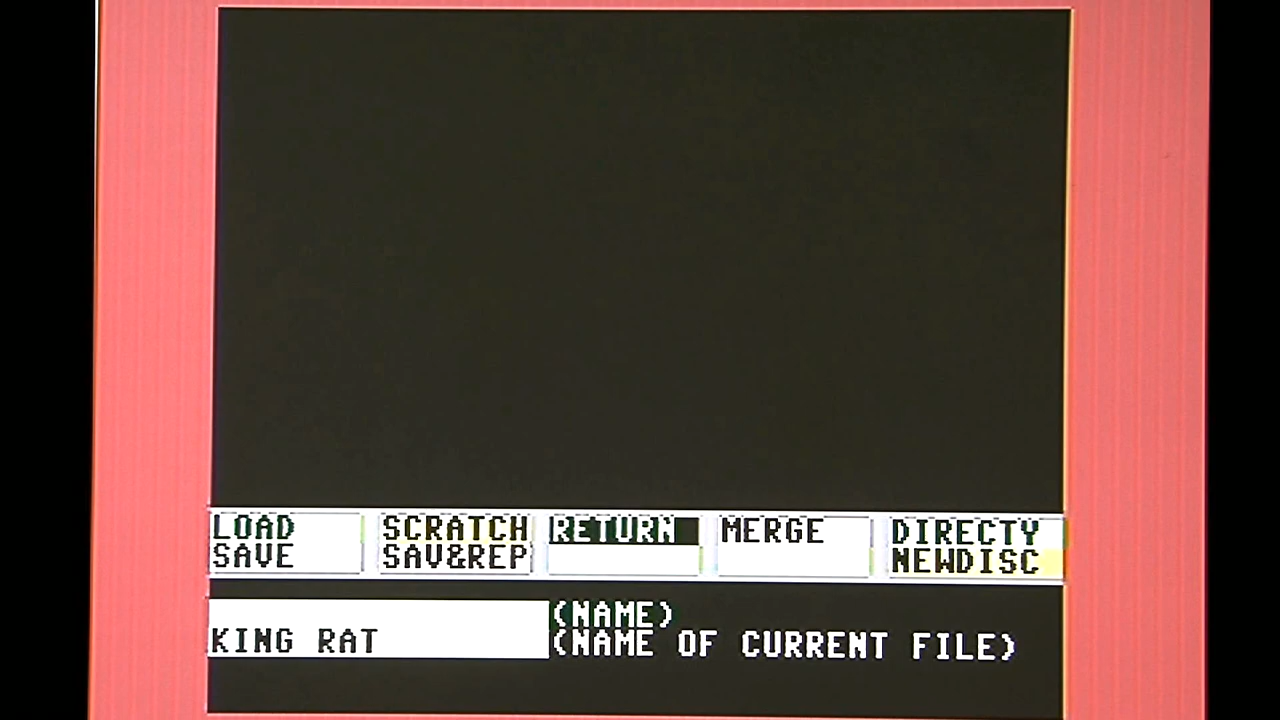 LOAD SCRATCH RETURN MERGE DIRECTY
SAVE SAV&REP NEWDISC
(NAME)
KING RAT (NAME OF CURRENT FILE)